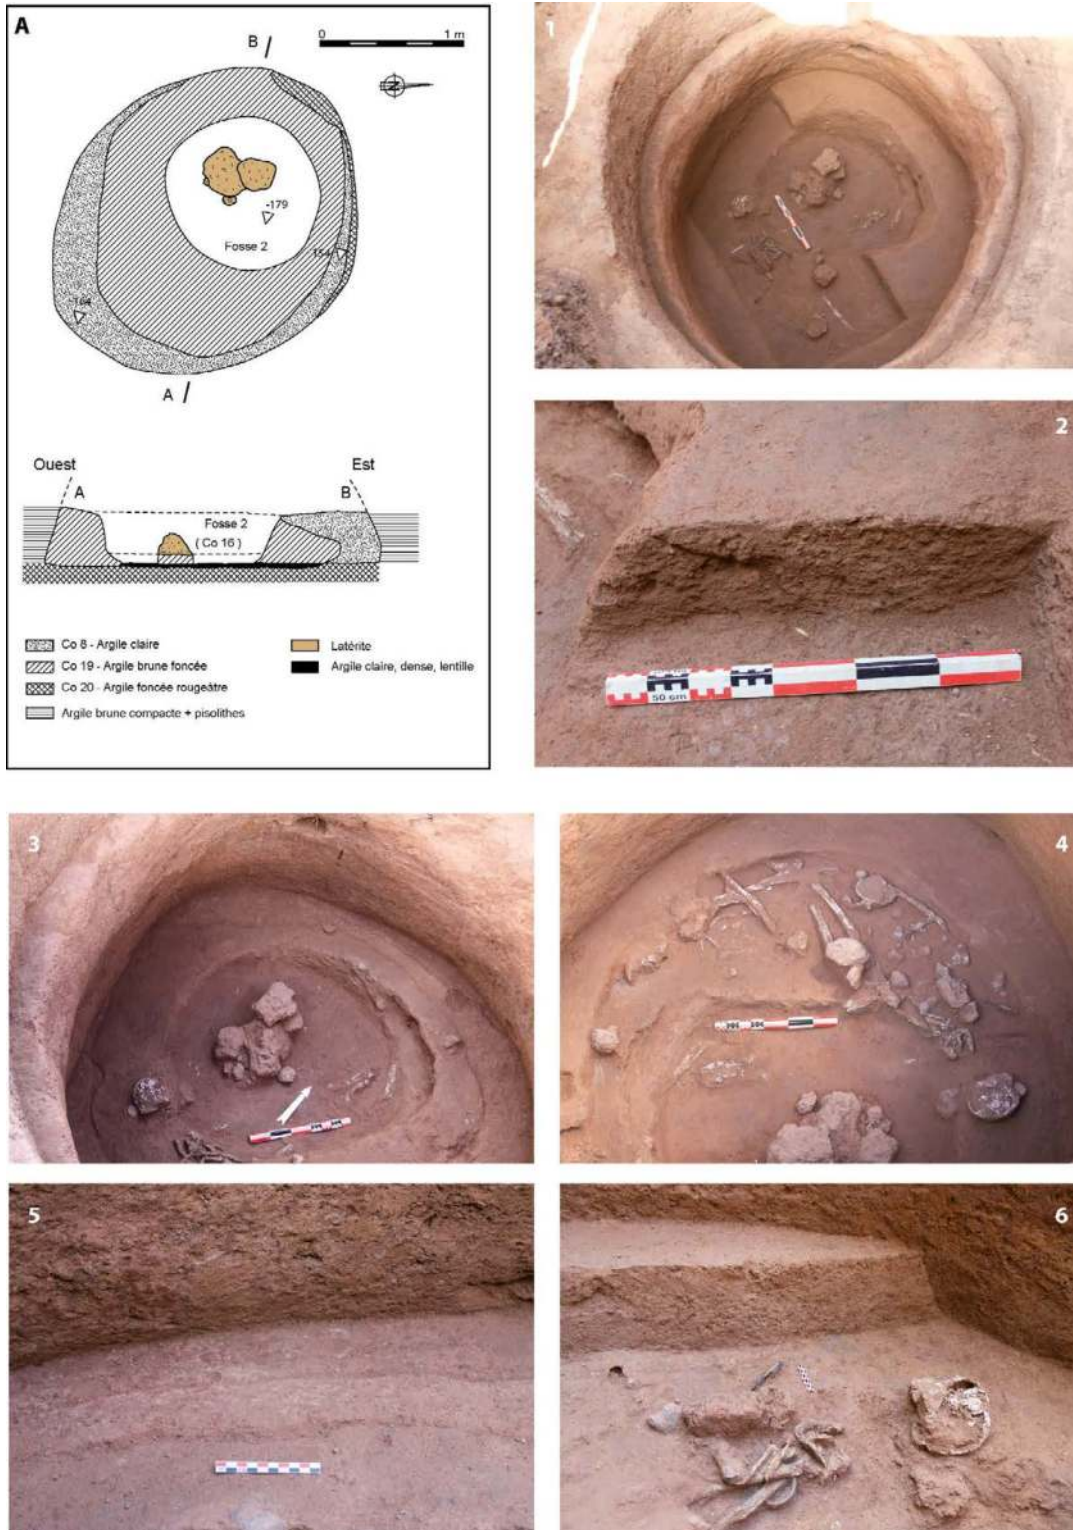 A
B
0 1 m
N
-179
Fosse 2
154
-164
A
Ouest
Est
A
B
Fosse 2
( Co 16 )
Co 8 - Argile claire
Co 19 - Argile brune foncée
Co 20 - Argile foncée rougeâtre
Argile brune compacte + pisolithes
Latérite
Argile claire, dense, lentille
1
2
50 cm
3
4
5
6